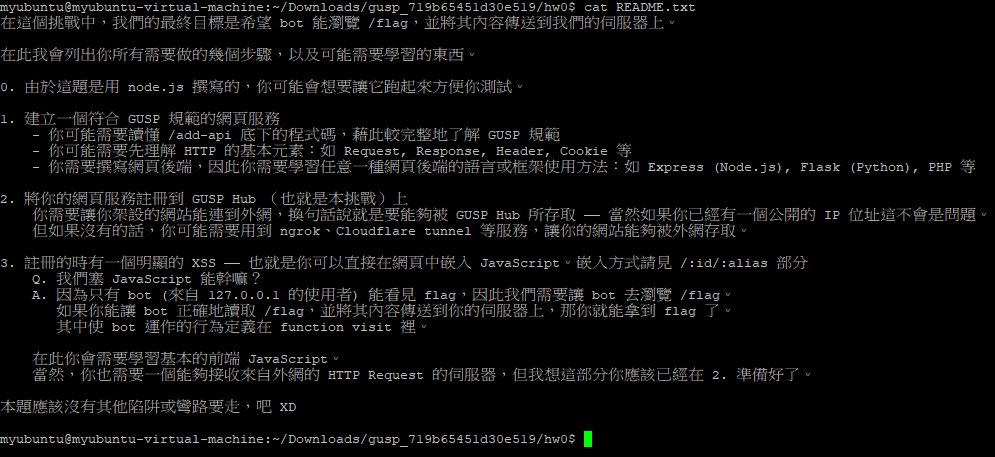 myubuntu@myubuntu-virtual-machine:~/Downloads/gusp_719b65451d30e519/hw0$ cat README.txt
在這個挑戰中，我們的最終目標是希望 bot 能瀏覽 /flag，並將其內容傳送到我們的伺服器上。
在此我會列出你所有需要做的幾個步驟，以及可能需要學習的東西。
0. 由於這題是用 node.js 撰寫的，你可能會想要讓它跑起來方便你測試。
1. 建立一個符合 GUSP 規範的網頁服務
- 你可能需要讀懂 /add-api 底下的程式碼，藉此較完整地了解 GUSP 規範
- 你可能需要先理解 HTTP 的基本元素：如 Request, Response, Header, Cookie 等
- 你需要撰寫網頁後端，因此你需要學習任意一種網頁後端的語言或框架使用方法：如 Express (Node.js), Flask (Python), PHP 等
2. 將你的網頁服務註冊到 GUSP Hub （也就是本挑戰）上
你需要讓你架設的網站能連到外網，換句話說就是要能夠被 GUSP Hub 所存取 —— 當然如果你已經有一個公開的 IP 位址這不會是問題。
但如果沒有的話，你可能需要用到 ngrok、Cloudflare tunnel 等服務，讓你的網站能夠被外網存取。
3. 註冊的時有一個明顯的 XSS —— 也就是你可以直接在網頁中嵌入 JavaScript。嵌入方式請見 /:id/:alias 部分
Q. 我們塞 JavaScript 能幹嘛？
A. 因為只有 bot (來自 127.0.0.1 的使用者) 能看見 flag，因此我們需要讓 bot 去瀏覽 /flag。
如果你能讓 bot 正確地讀取 /flag，並將其內容傳送到你的伺服器上，那你就能拿到 flag 了。
其中使 bot 運作的行為定義在 function visit 裡。
在此你會需要學習基本的前端 JavaScript。
當然，你也需要一個能夠接收來自外網的 HTTP Request 的伺服器，但我想這部分你應該已經在 2. 準備好了。
本題應該沒有其他陷阱或彎路要走，吧 XD
myubuntu@myubuntu-virtual-machine:~/Downloads/gusp_719b65451d30e519/hw0$